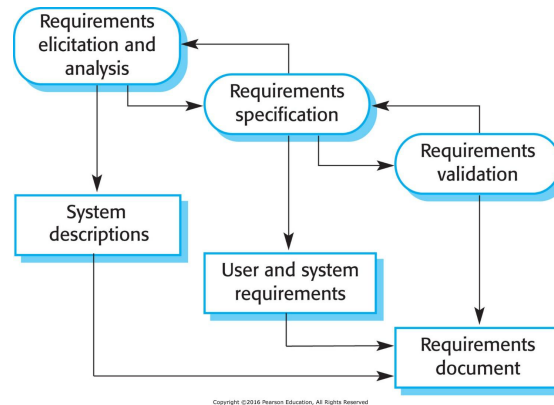 Requirements
elicitation and
analysis
Requirements
specification
Requirements
validation
System
descriptions
User and system
requirements
Requirements
document
Copyright ©2016 Pearson Education, All Rights Reserved